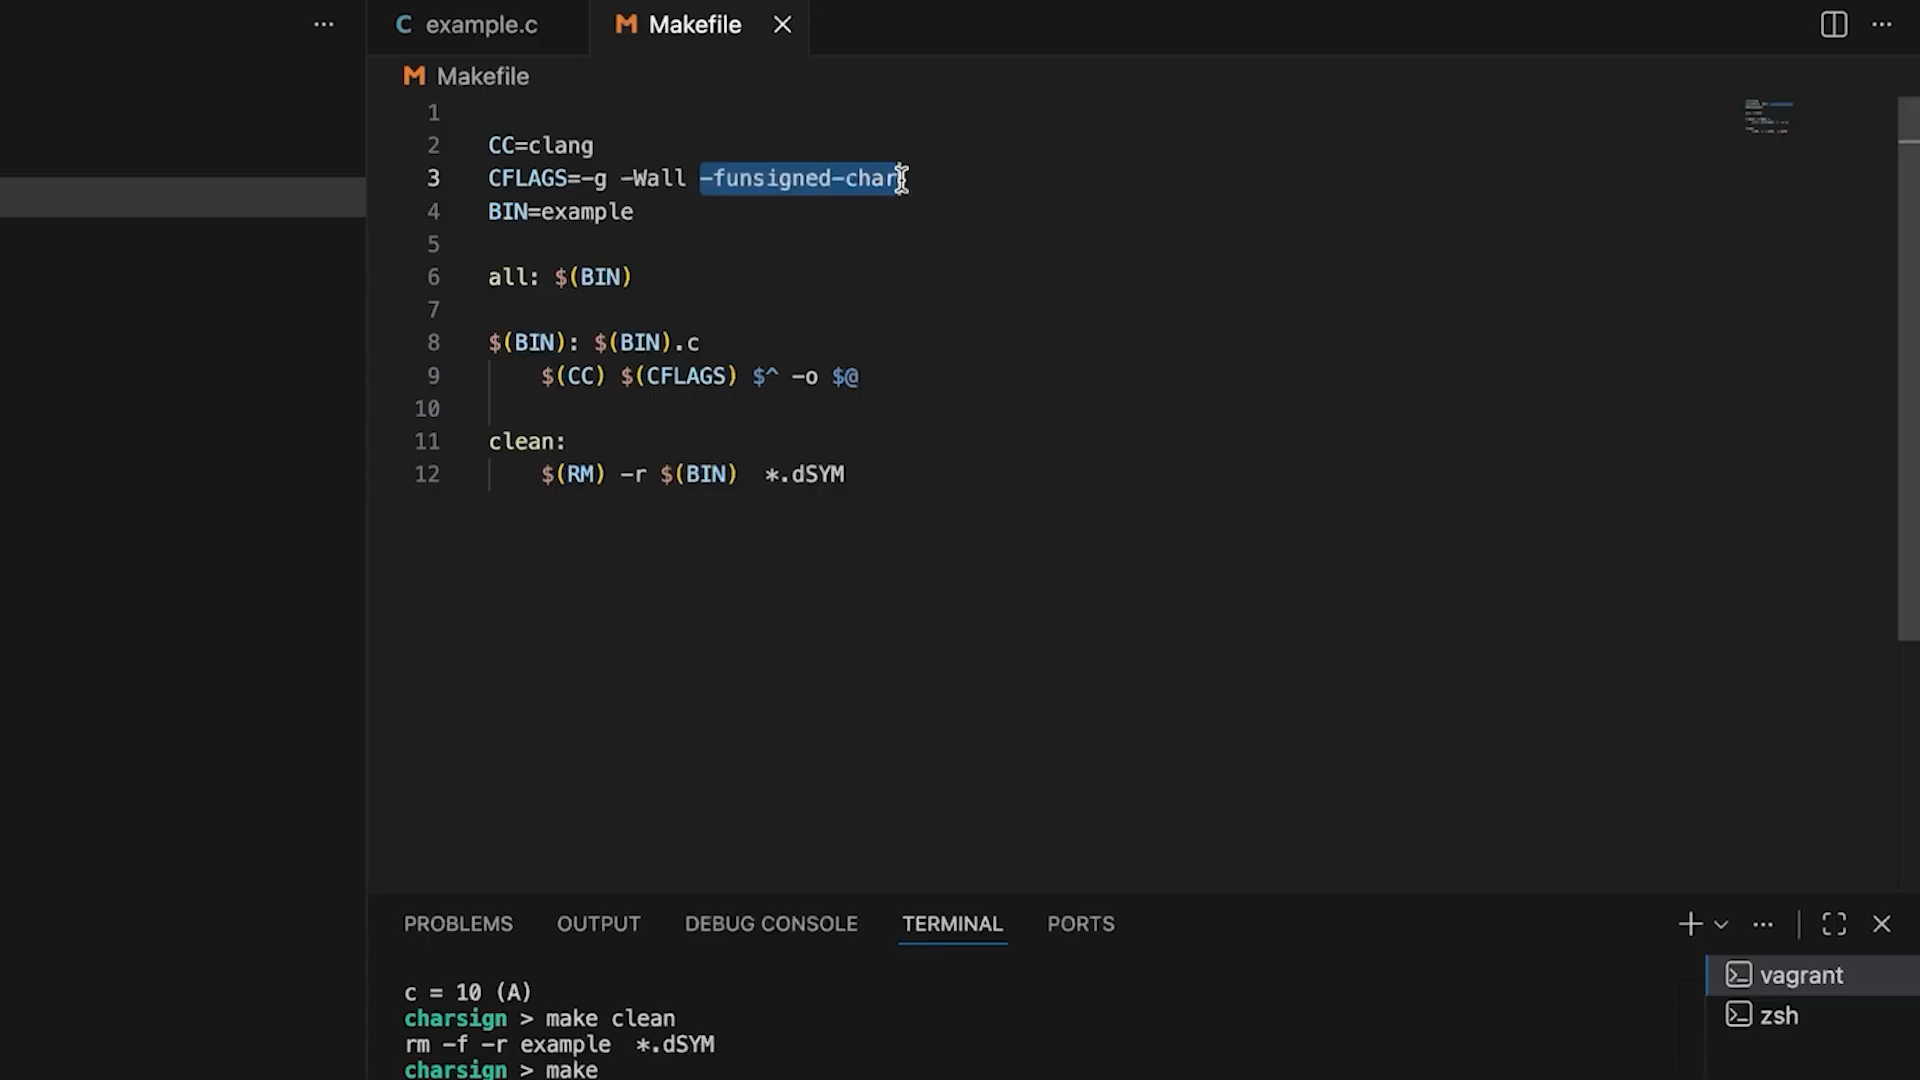 example.c
Makefile
Makefile
1
2 CC=clang
3 CFLAGS=-g -Wall -funsigned-char
4 BIN=example
5
6 all: $(BIN)
7
8 $(BIN): $(BIN).c
9 $(CC) $(CFLAGS) $^ -o $@
10
11 clean:
12 $(RM) -r $(BIN)  *.dSYM
PROBLEMS OUTPUT DEBUG CONSOLE TERMINAL PORTS
c = 10 (A)
charsign > make clean
rm -f -r example  *.dSYM
charsign > make
vagrant
zsh